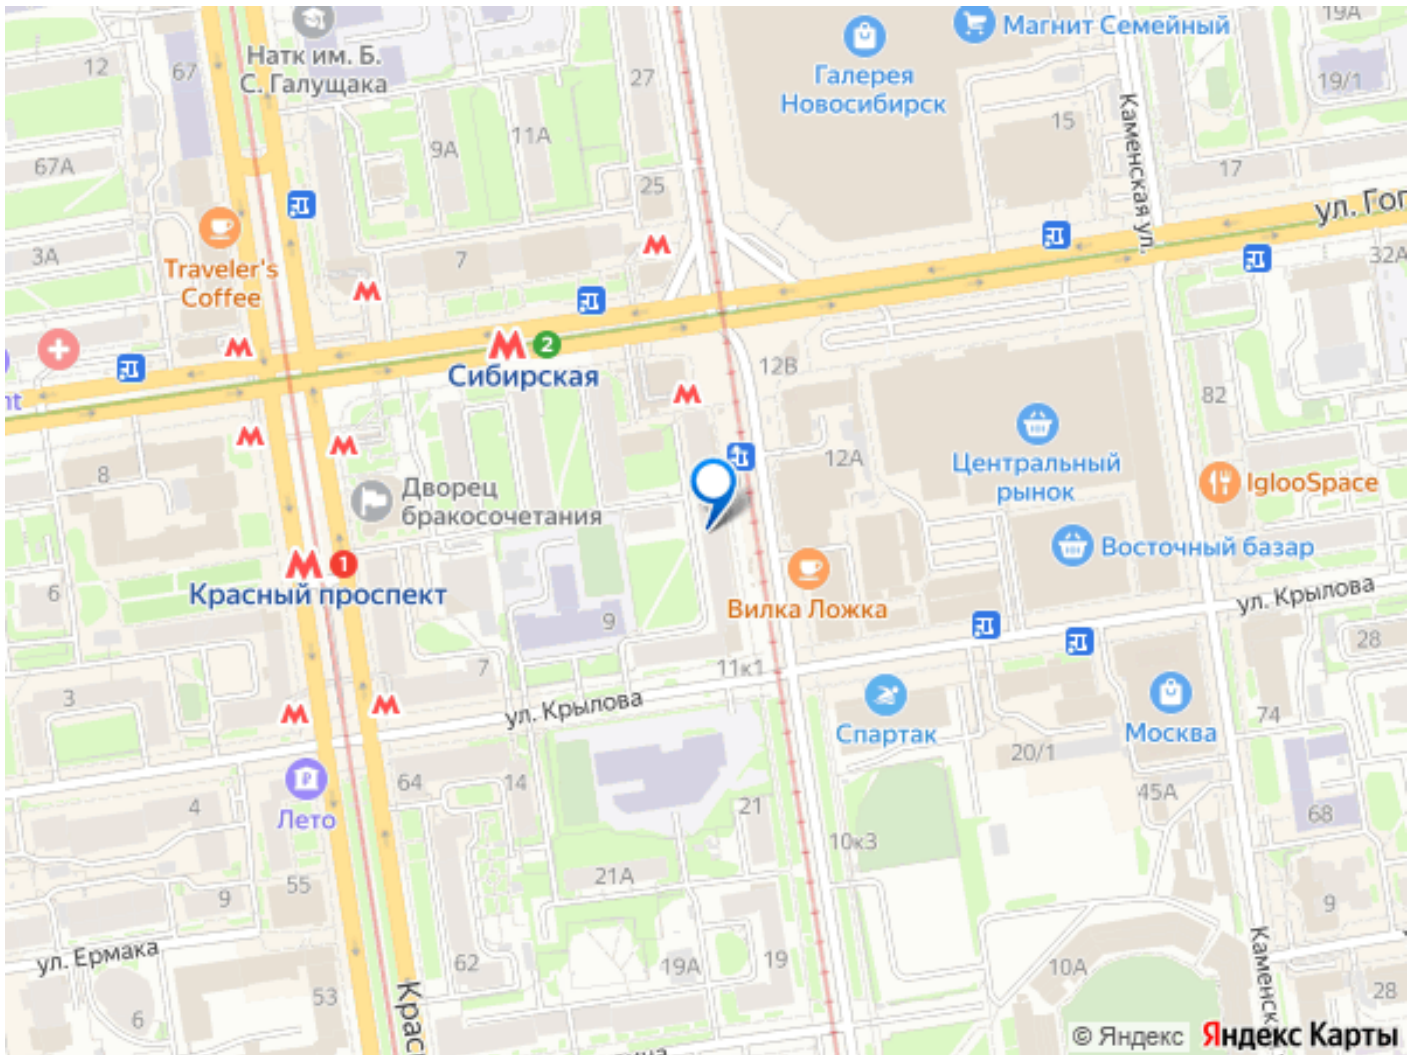 19А
Магнит Семейный
Натк им. Б.
С. Галущака
12
67
27
Галерея
Новосибирск
19/1
15
Каменская ул.
9А
11А
67А
25
17
ул. Гог
3А
7
32А
Traveler's
Coffee
М
М
М
М 2
Сибирская
nt
12В
М
82
М
М
8
12А
Центральный
рынок
IglooSpace
Дворец
бракосочетания
М 1
Красный проспект
Восточный базар
6
Вилка Ложка
ул. Крылова
9
28
7
11к1
3
М
М
ул. Крылова
Спартак
Москва
74
20/1
64
14
45А
Лето
4
21
68
10к3
21А
55
9
9
ул. Ермака
62
19А
19
10А
Каменска
28
53
6
Крас
© Яндекс
Яндекс Карты